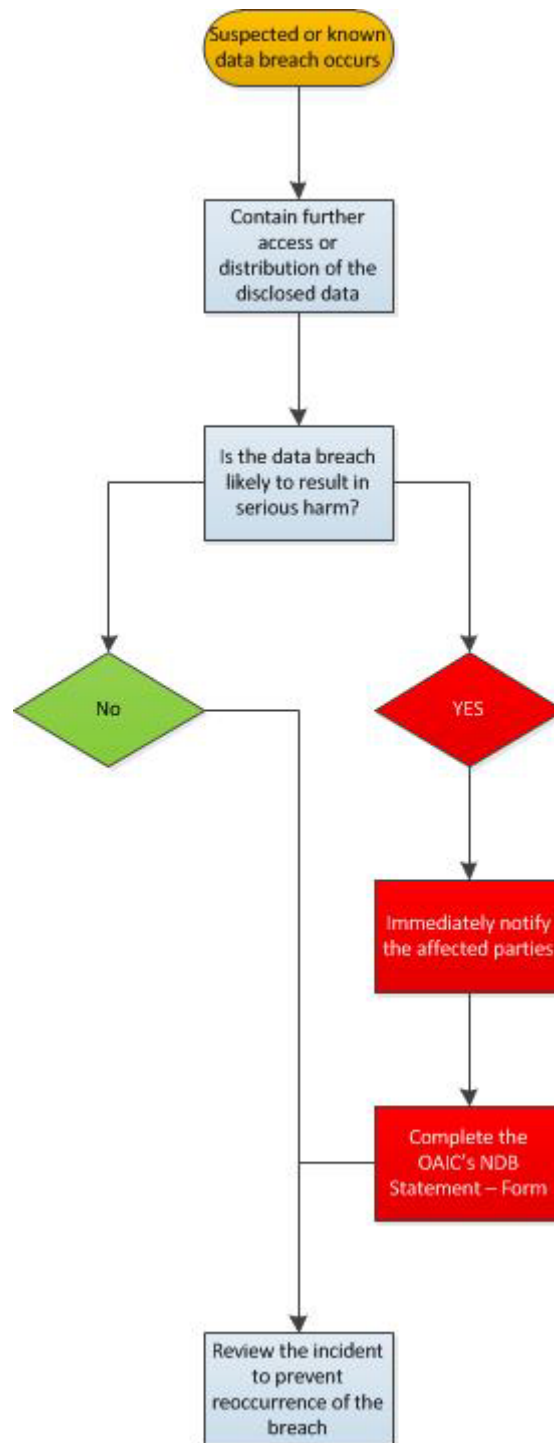 Suspected or known
data breach occurs
Contain further
access or
distribution of the
disclosed data
Is the data breach
likely to result in
serious harm?
No
YES
Immediately notify
the affected parties
Complete the
OAIC's NDB
Statement – Form
Review the incident
to prevent
reoccurrence of the
breach